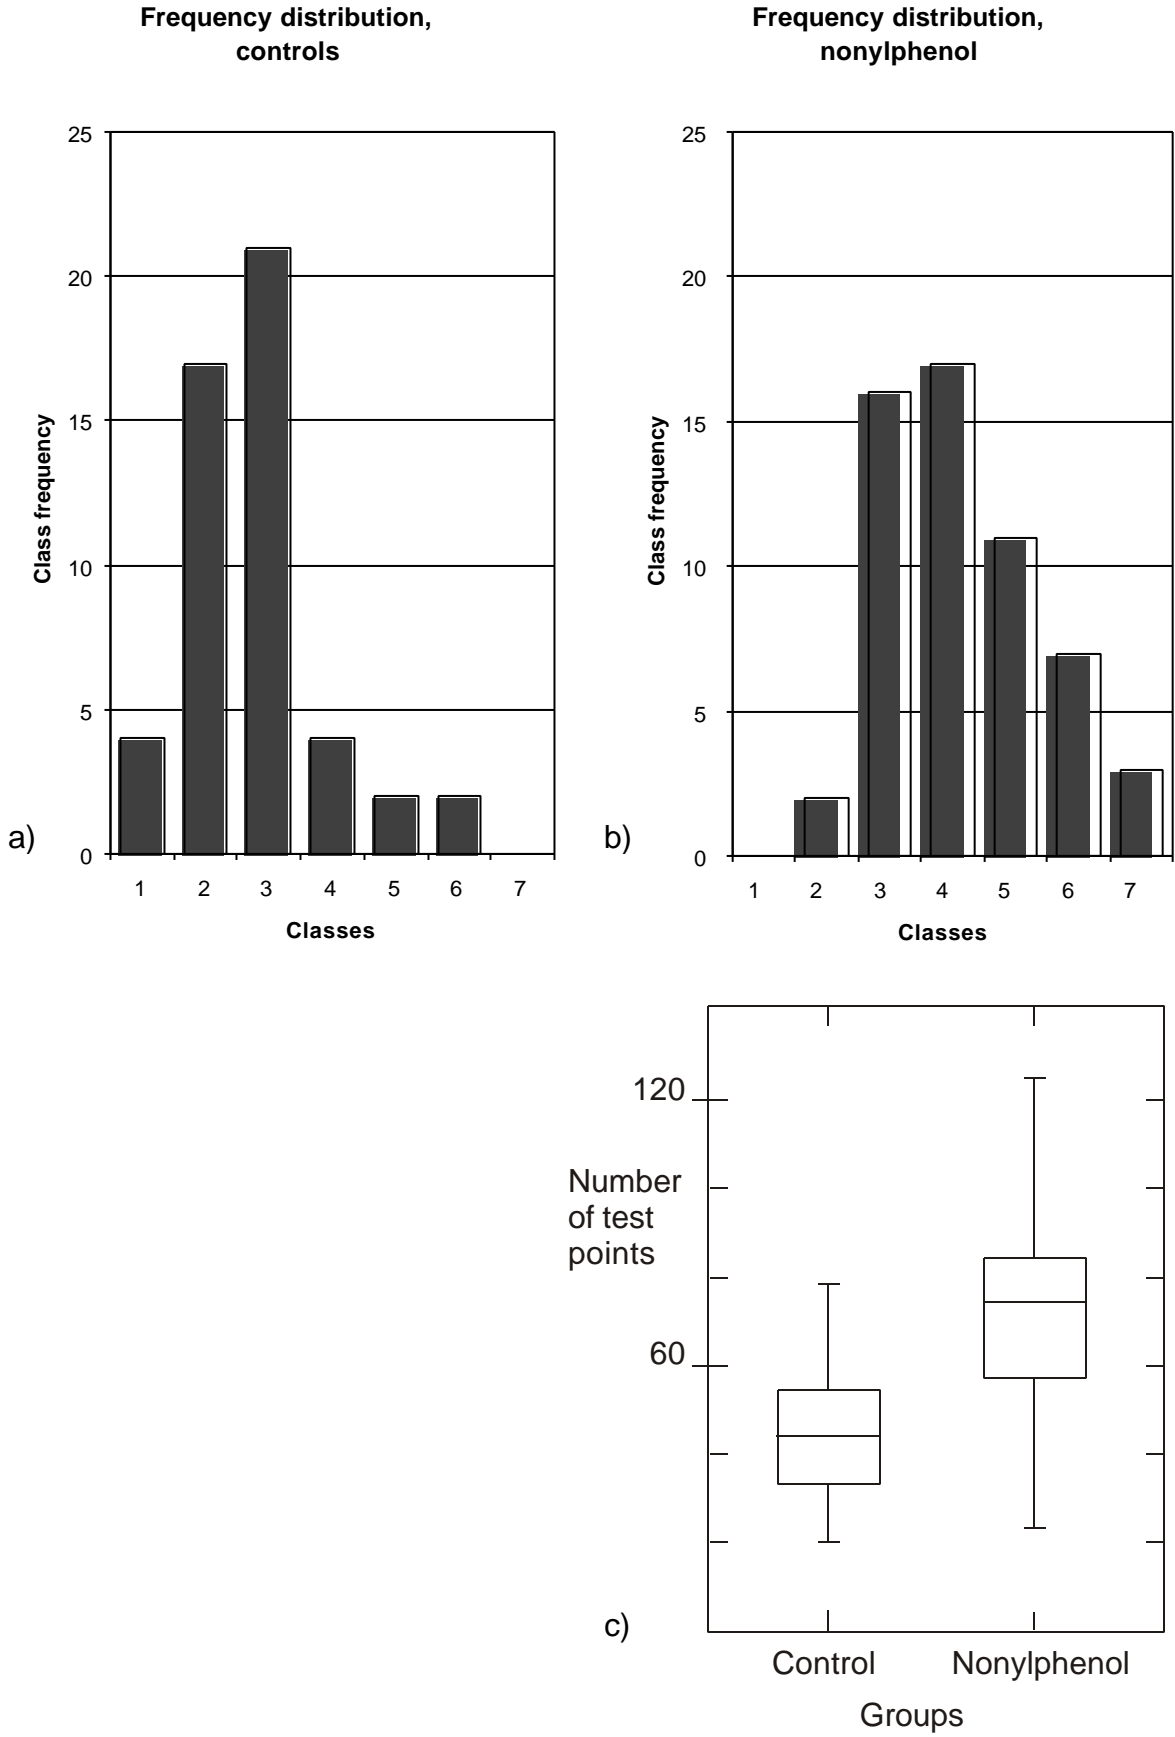 Frequency distribution,
controls
25
20
15
10
5
0
Class frequency
1 2 3 4 5 6 7
Classes
a)
Frequency distribution,
nonylphenol
25
20
15
10
5
0
Class frequency
1 2 3 4 5 6 7
Classes
b)
120
Number
of test
points
60
c)
Control Nonylphenol
Groups